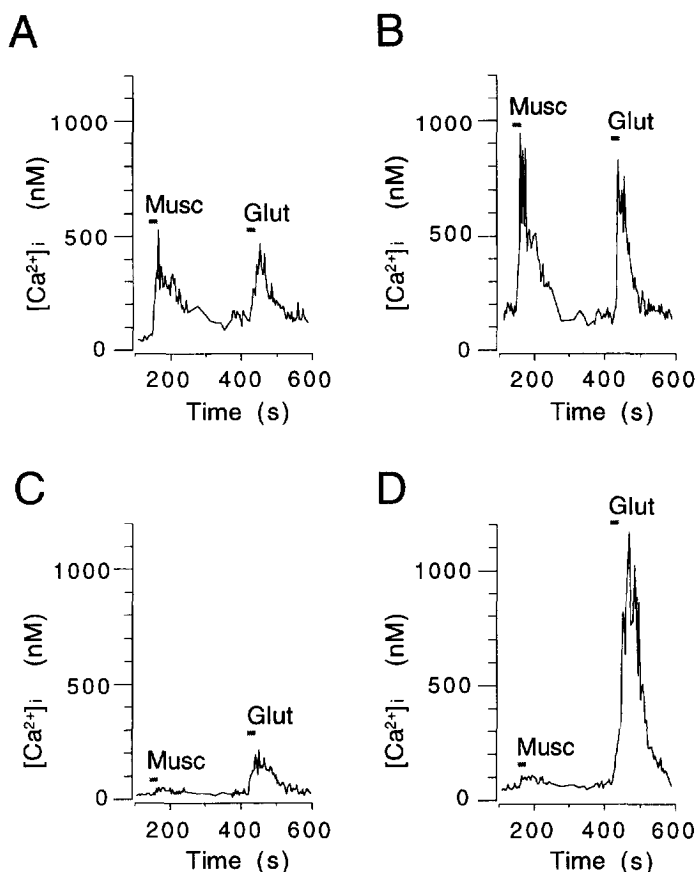 A
[Ca²⁺]i (nM)
1000
500
0
Musc
Glut
200 400 600
Time (s)
B
[Ca²⁺]i (nM)
1000
500
0
Musc
Glut
200 400 600
Time (s)
C
[Ca²⁺]i (nM)
1000
500
0
Musc
Glut
200 400 600
Time (s)
D
[Ca²⁺]i (nM)
1000
500
0
Musc
Glut
200 400 600
Time (s)